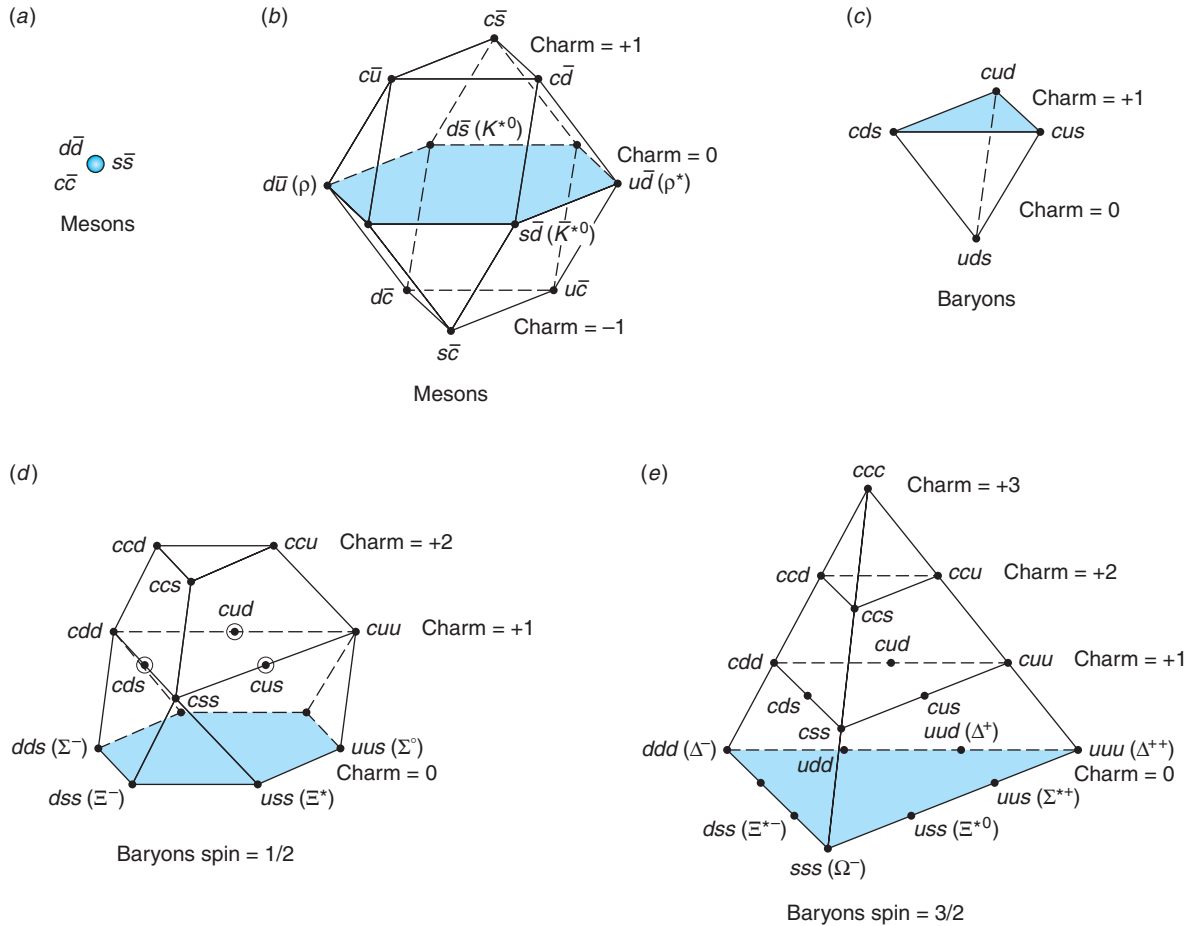 (a)
dd̅
ss̅
cc̅
Mesons
(b)
cs̅
Charm = +1
cu̅
cd̅
ds̅ (K*⁰)
Charm = 0
du̅ (ρ)
ud̅ (ρ*)
sd̅ (K̅*⁰)
dc̅
uc̅
Charm = –1
sc̅
Mesons
(c)
cud
Charm = +1
cds
cus
Charm = 0
uds
Baryons
(d)
ccd
ccu
Charm = +2
ccs
cud
cdd
cuu
Charm = +1
cds
cus
css
dds (Σ⁻)
uus (Σ°)
Charm = 0
dss (Ξ⁻)
uss (Ξ*)
Baryons spin = 1/2
(e)
ccc
Charm = +3
ccd
ccu
Charm = +2
ccs
cud
cdd
cuu
Charm = +1
cds
cus
css
uud (Δ⁺)
ddd (Δ⁻)
udd
uuu (Δ⁺⁺)
Charm = 0
uus (Σ*⁺)
dss (Ξ*⁻)
uss (Ξ*⁰)
sss (Ω⁻)
Baryons spin = 3/2